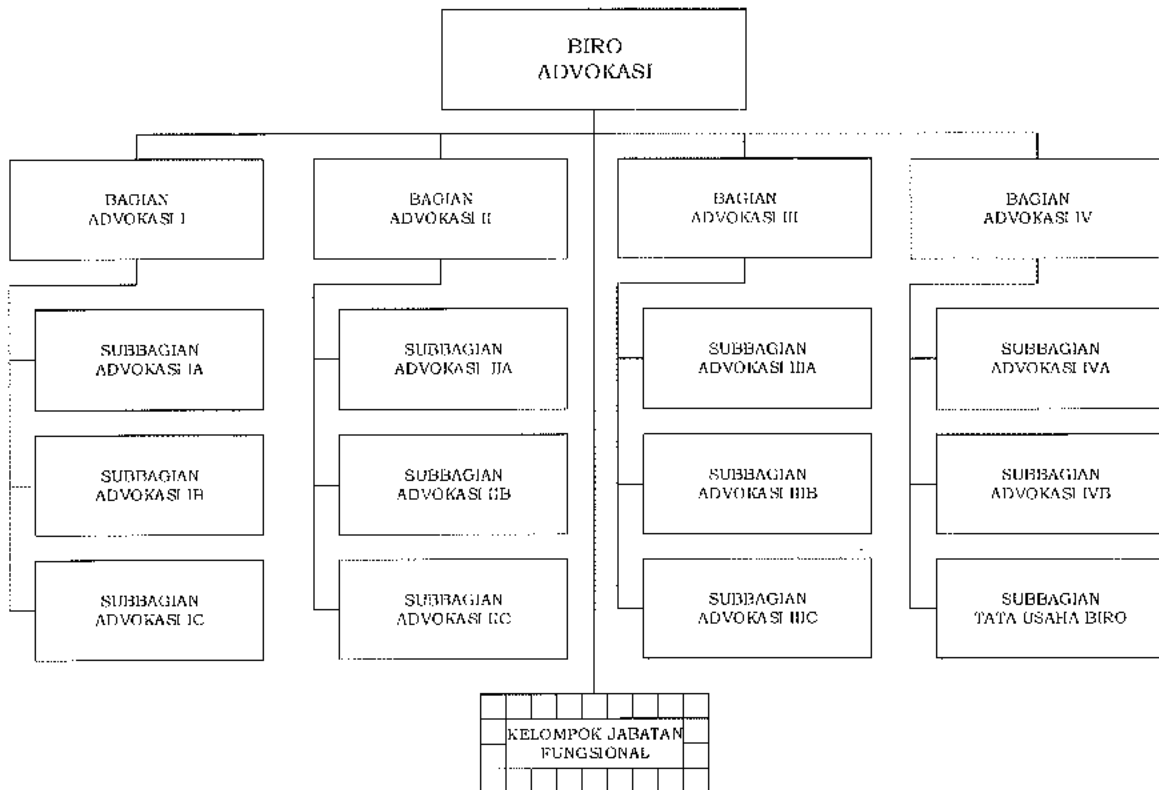 BIRO
ADVOKASI
BAGIAN
ADVOKASI I
BAGIAN
ADVOKASI II
BAGIAN
ADVOKASI III
BAGIAN
ADVOKASI IV
SUBBAGIAN
ADVOKASI IA
SUBBAGIAN
ADVOKASI IIA
SUBBAGIAN
ADVOKASI IIIA
SUBBAGIAN
ADVOKASI IVA
SUBBAGIAN
ADVOKASI IB
SUBBAGIAN
ADVOKASI IIB
SUBBAGIAN
ADVOKASI IIIB
SUBBAGIAN
ADVOKASI IVB
SUBBAGIAN
ADVOKASI IC
SUBBAGIAN
ADVOKASI IIC
SUBBAGIAN
ADVOKASI IIIC
SUBBAGIAN
TATA USAHA BIRO
KELOMPOK JABATAN
FUNGSIONAL